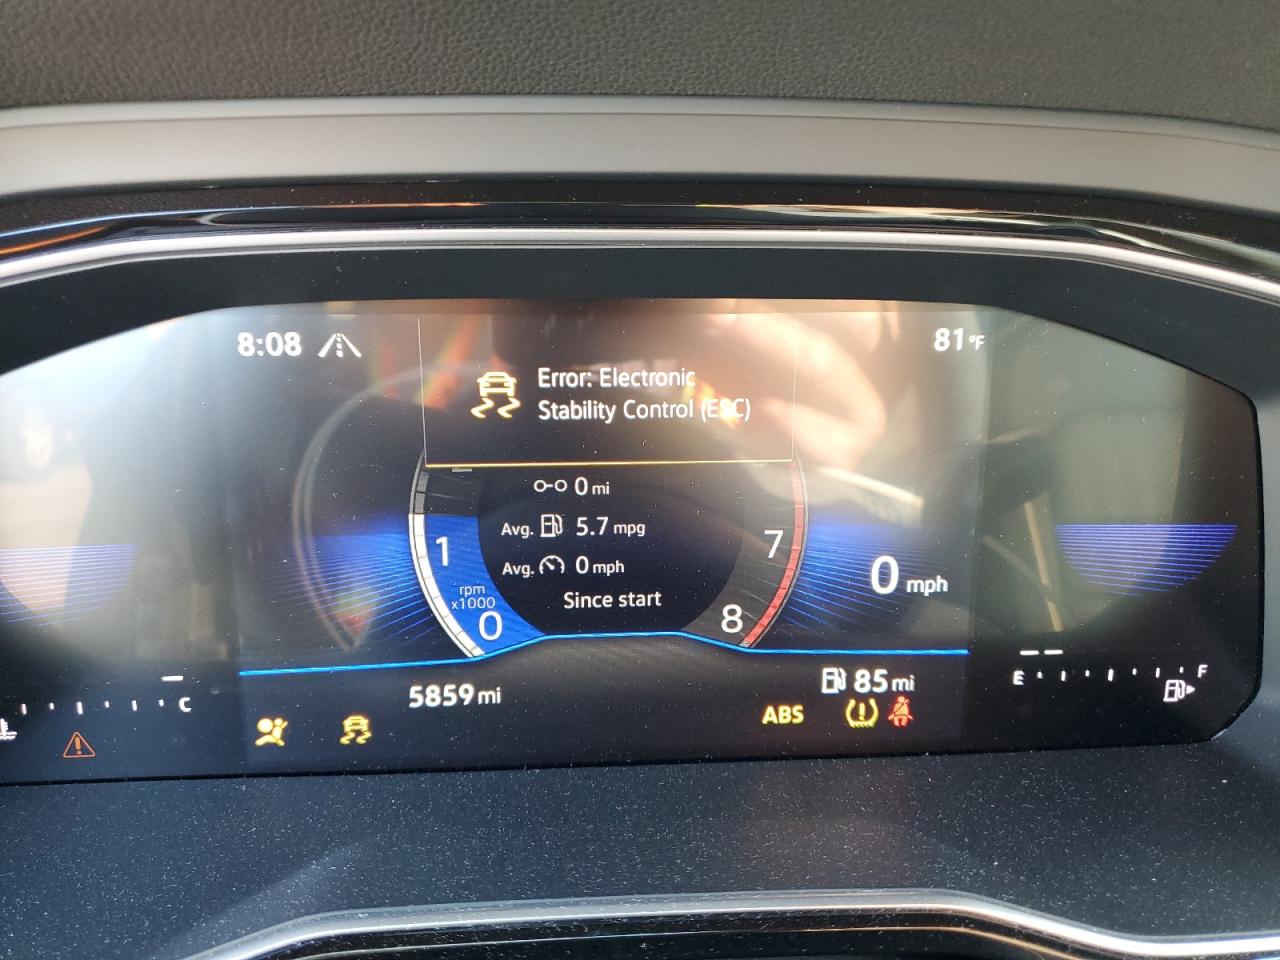 8:08
81°F
Error: Electronic
Stability Control (ESC)
0 mi
Avg. 5.7 mpg
Avg. 0 mph
Since start
1
rpm
x1000
0
7
8
0 mph
5859 mi
85 mi
C
E
F
ABS